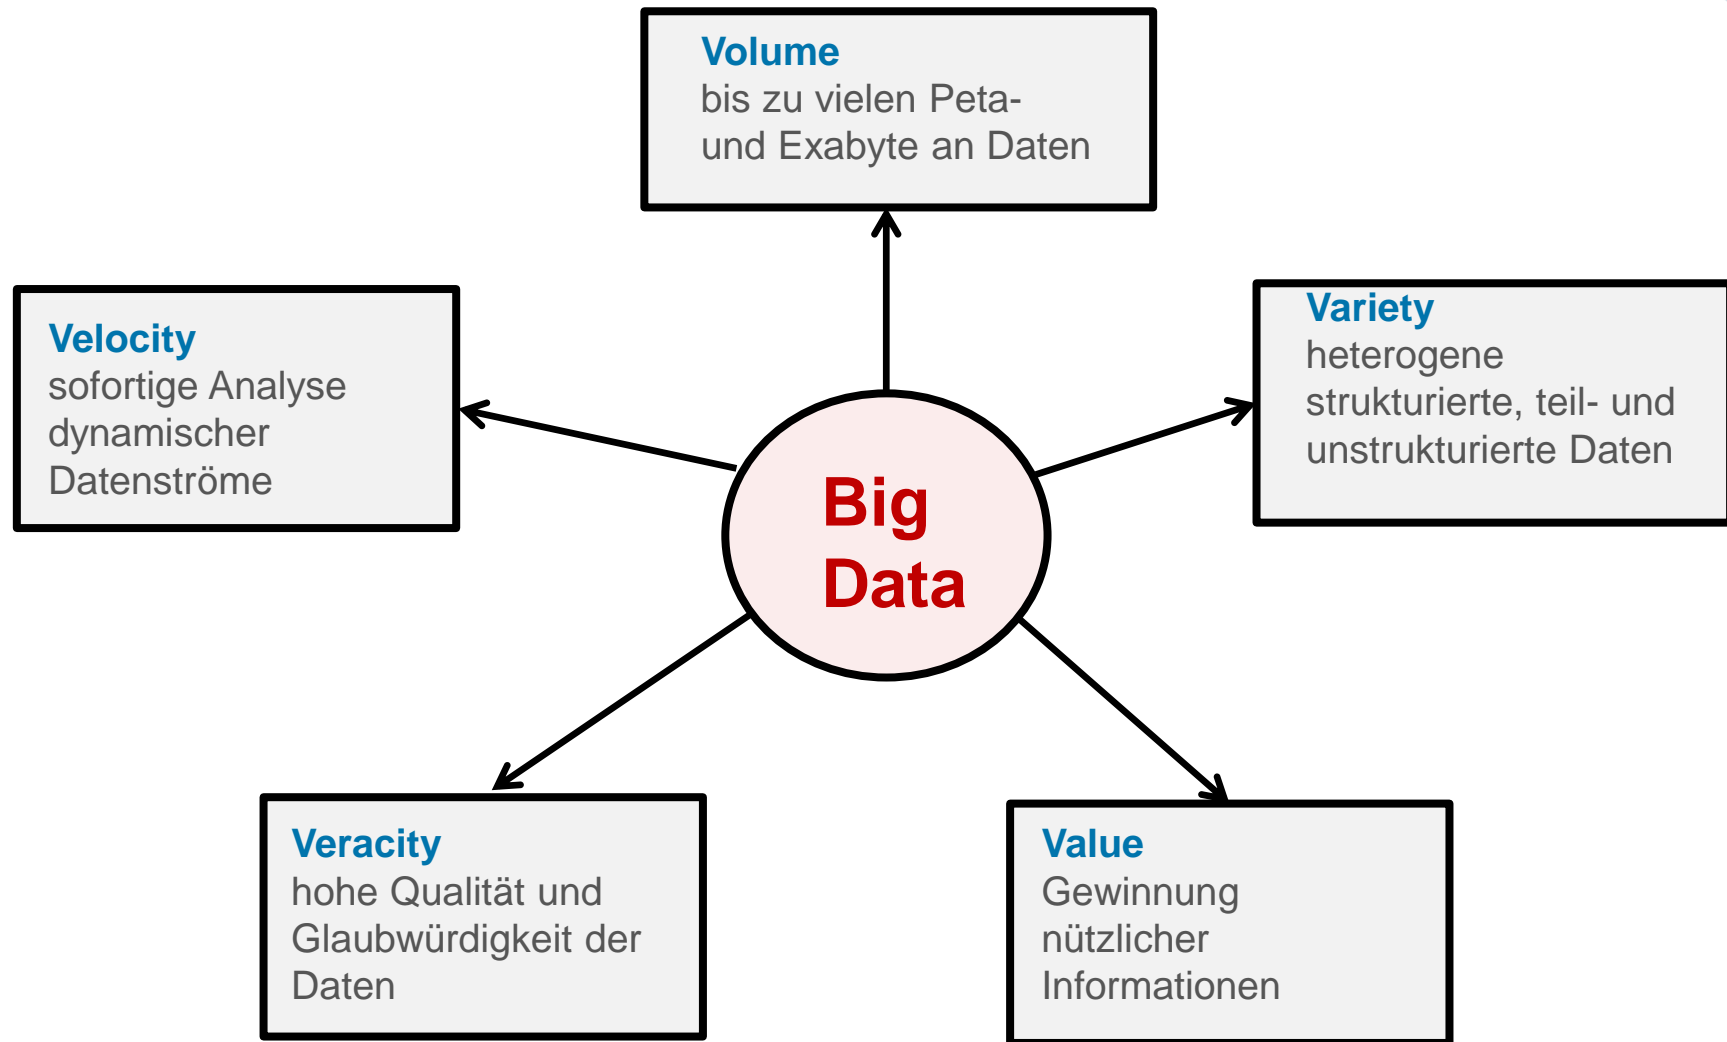 Volume
bis zu vielen Peta-
und Exabyte an Daten
Velocity
sofortige Analyse
dynamischer
Datenströme
Variety
heterogene
strukturierte, teil- und
unstrukturierte Daten
Big
Data
Veracity
hohe Qualität und
Glaubwürdigkeit der
Daten
Value
Gewinnung
nützlicher
Informationen